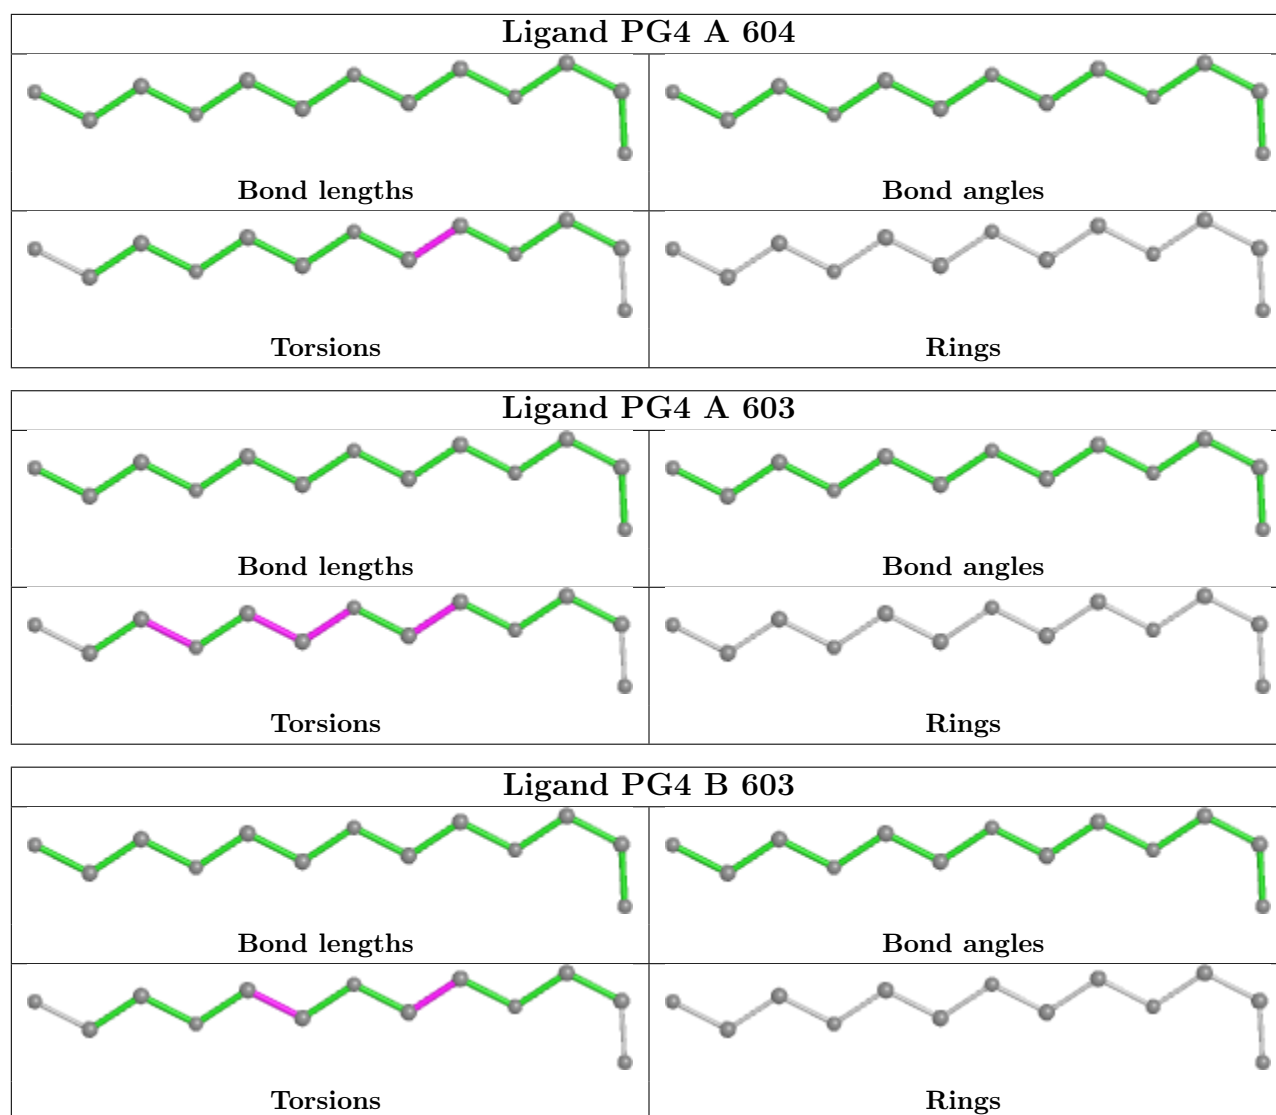 Ligand PG4 A 604
Bond lengths
Bond angles
Torsions
Rings
Ligand PG4 A 603
Bond lengths
Bond angles
Torsions
Rings
Ligand PG4 B 603
Bond lengths
Bond angles
Torsions
Rings